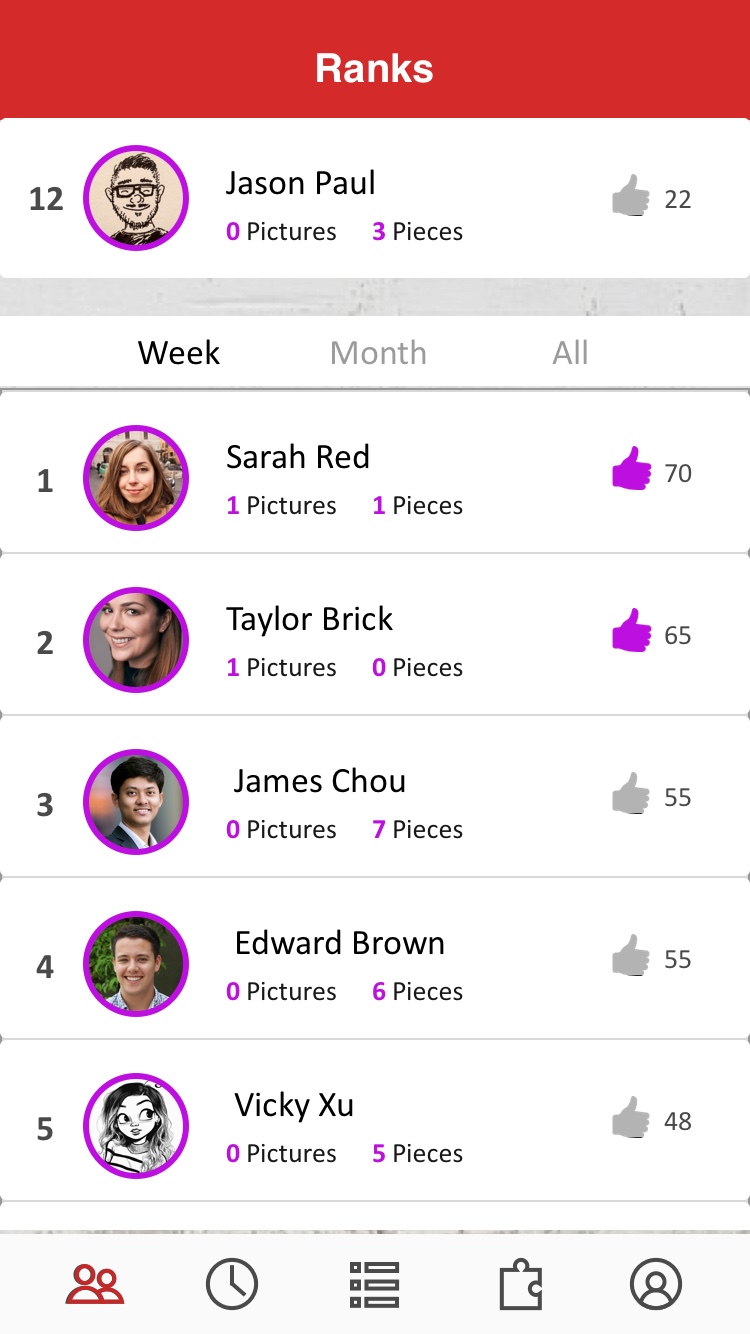 Ranks
12
Jason Paul
22
0 Pictures 3 Pieces
Week Month All
1
Sarah Red
70
1 Pictures 1 Pieces
2
Taylor Brick
65
1 Pictures 0 Pieces
3
James Chou
55
0 Pictures 7 Pieces
4
Edward Brown
55
0 Pictures 6 Pieces
5
Vicky Xu
48
0 Pictures 5 Pieces